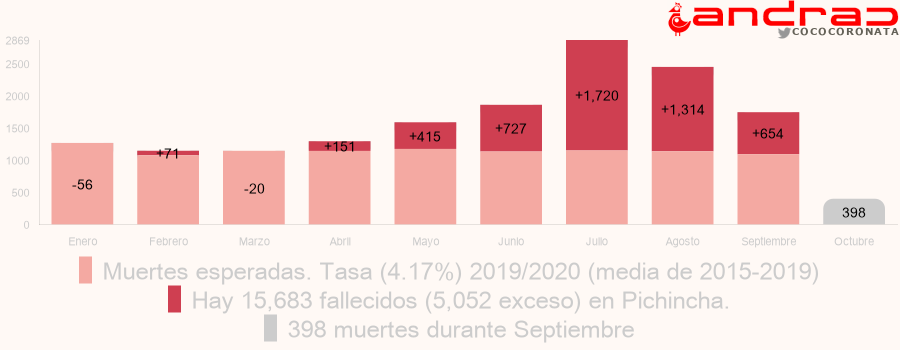 andrab
COCOCORONATA
2869
2500
2000
1500
1000
500
0
-56
+71
-20
+151
+415
+727
+1,720
+1,314
+654
398
Enero
Febrero
Marzo
Abril
Mayo
Junio
Julio
Agosto
Septiembre
Octubre
Muertes esperadas. Tasa (4.17%) 2019/2020 (media de 2015-2019)
Hay 15,683 fallecidos (5,052 exceso) en Pichincha.
398 muertes durante Septiembre